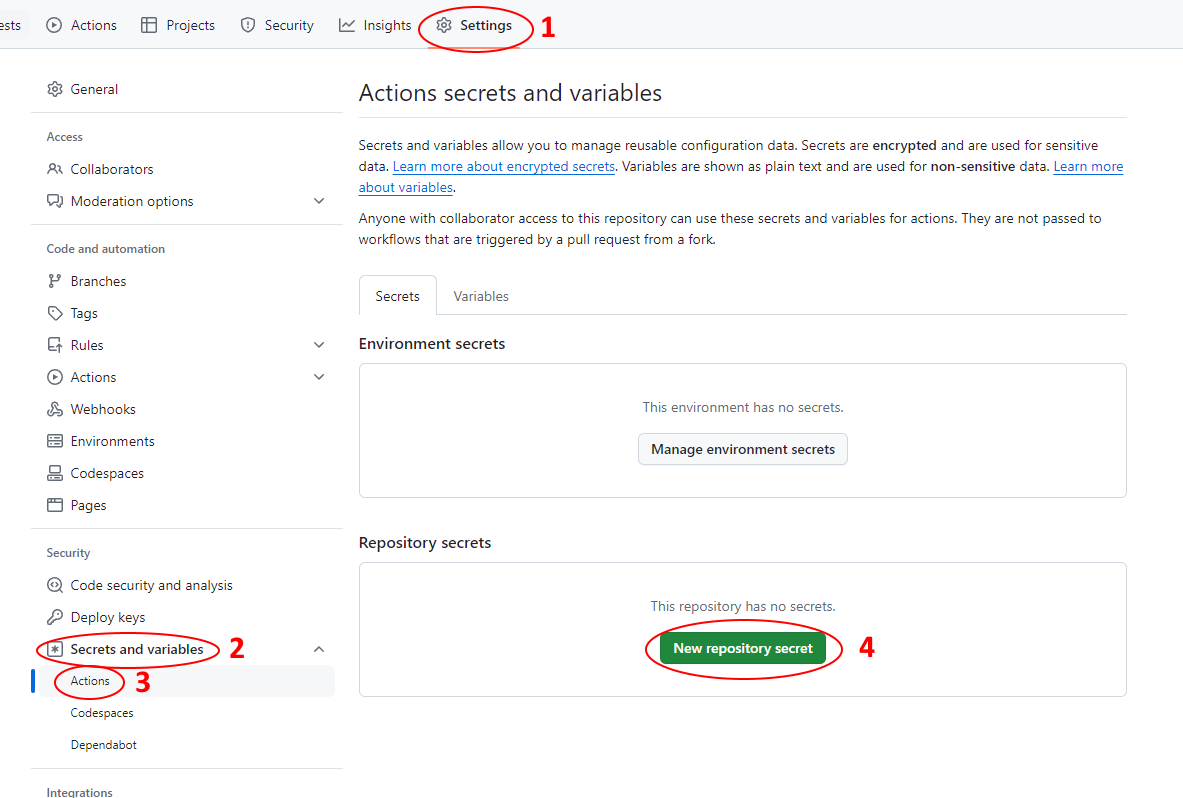 ests Actions Projects Security Insights Settings 1
General
Access
Collaborators
Moderation options
Code and automation
Branches
Tags
Rules
Actions
Webhooks
Environments
Codespaces
Pages
Security
Code security and analysis
Deploy keys
Secrets and variables 2
Actions 3
Codespaces
Dependabot
Integrations
Actions secrets and variables
Secrets and variables allow you to manage reusable configuration data. Secrets are encrypted and are used for sensitive
data. Learn more about encrypted secrets. Variables are shown as plain text and are used for non-sensitive data. Learn more
about variables.
Anyone with collaborator access to this repository can use these secrets and variables for actions. They are not passed to
workflows that are triggered by a pull request from a fork.
Secrets Variables
Environment secrets
This environment has no secrets.
Manage environment secrets
Repository secrets
This repository has no secrets.
New repository secret 4